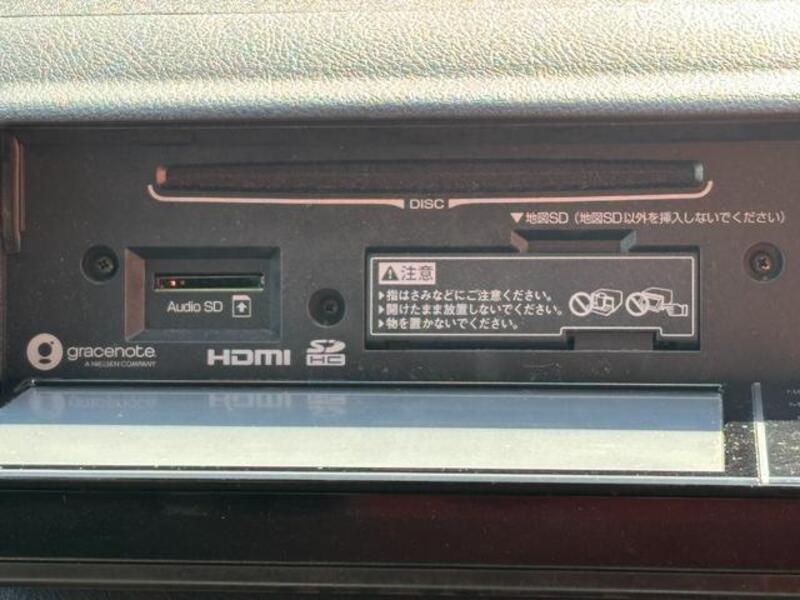 DISC
▼地図SD（地図SD以外を挿入しないでください）
⚠注意
Audio SD
▶指はさみなどにご注意ください。
▶開けたまま放置しないでください。
▶物を置かないでください。
gracenote.
A NIELSEN COMPANY
HDMI
SD
HC